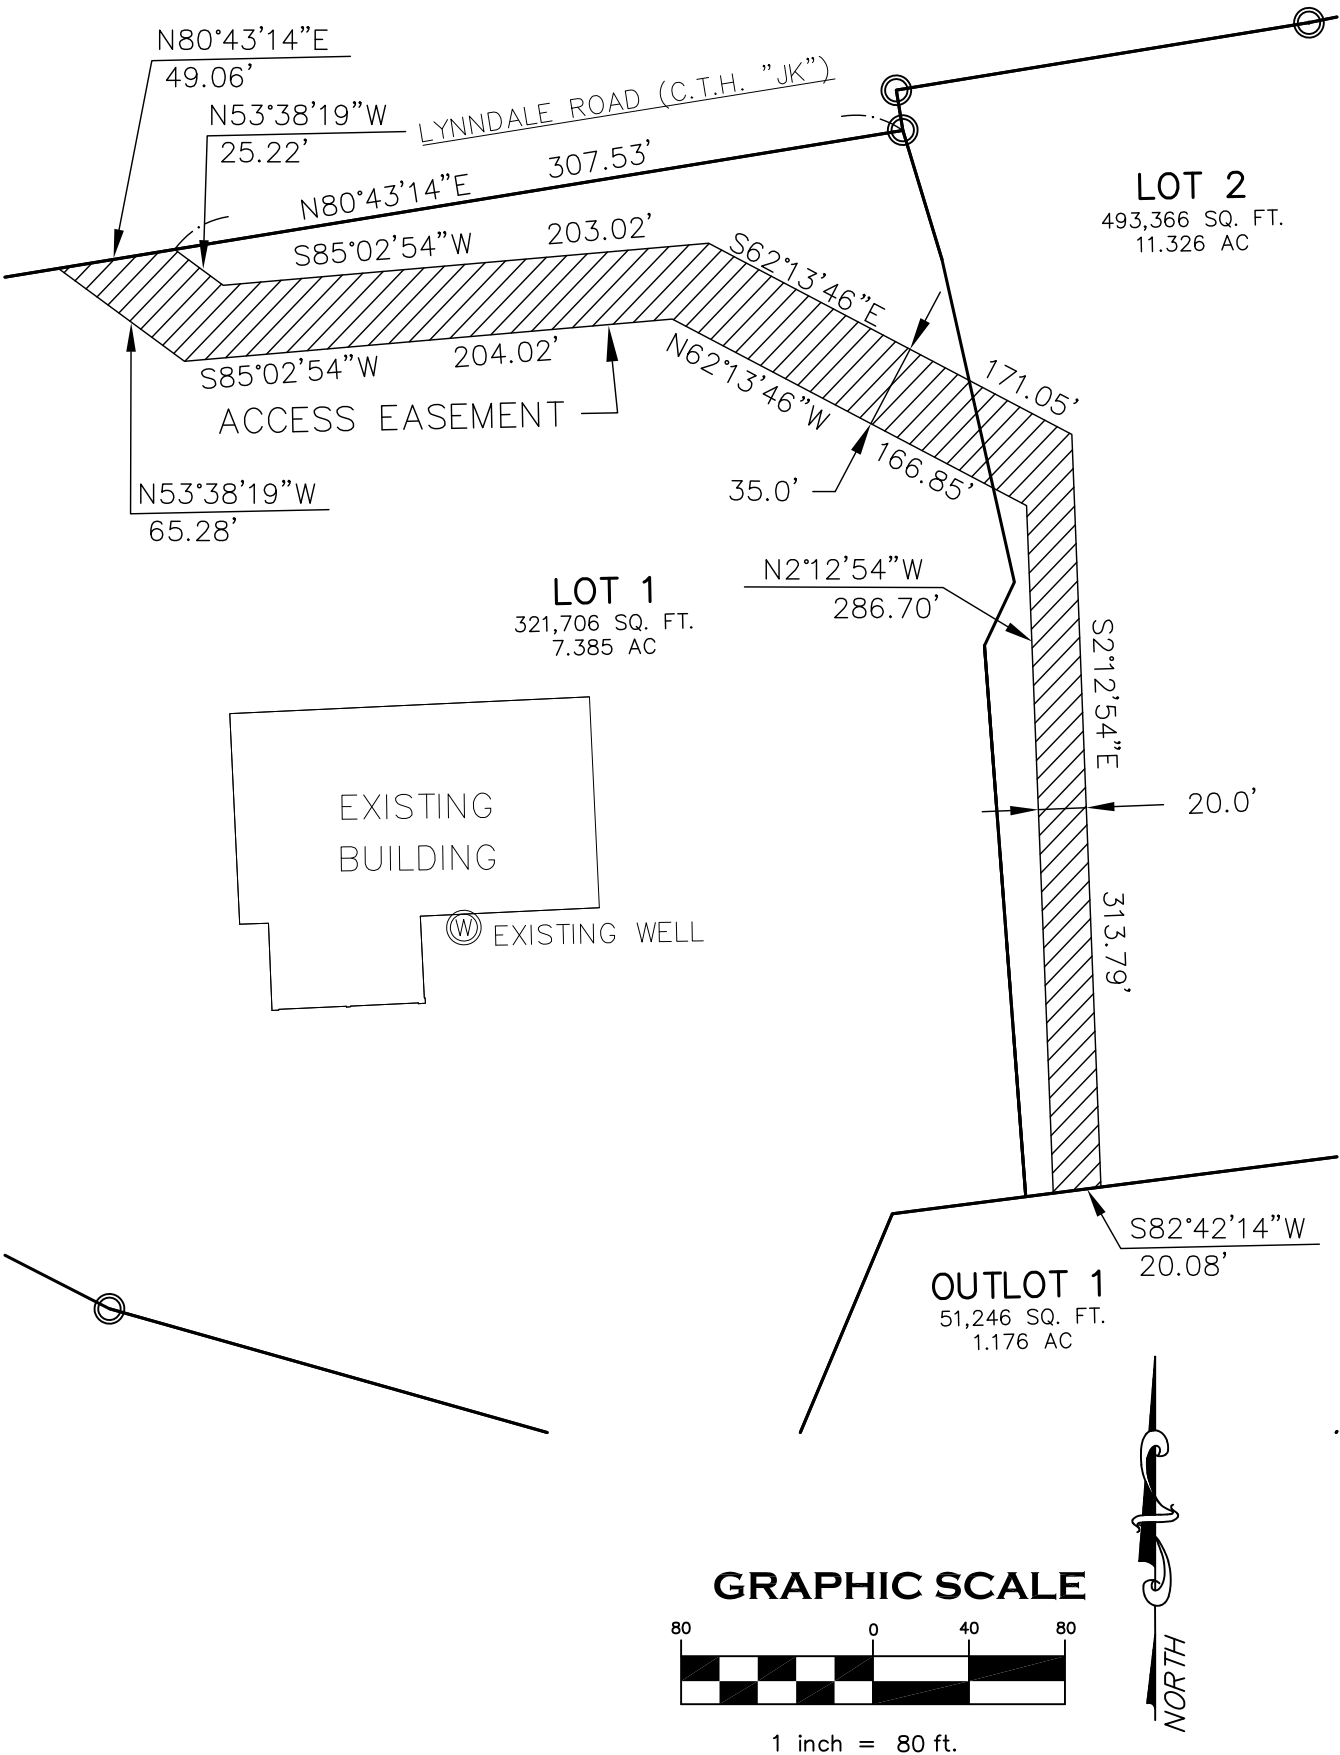 N80°43'14"E
49.06'
N53°38'19"W
25.22'
LYNNDALE ROAD (C.T.H. "JK")
N80°43'14"E 307.53'
S85°02'54"W 203.02'
S62°13'46"E 171.05'
LOT 2
493,366 SQ. FT.
11.326 AC
S85°02'54"W 204.02'
N62°13'46"W 166.85'
ACCESS EASEMENT
35.0'
N53°38'19"W
65.28'
LOT 1
321,706 SQ. FT.
7.385 AC
N2°12'54"W
286.70'
S2°12'54"E 313.79'
20.0'
EXISTING
BUILDING
W EXISTING WELL
S82°42'14"W
20.08'
OUTLOT 1
51,246 SQ. FT.
1.176 AC
GRAPHIC SCALE
80 0 40 80
1 inch = 80 ft.
NORTH